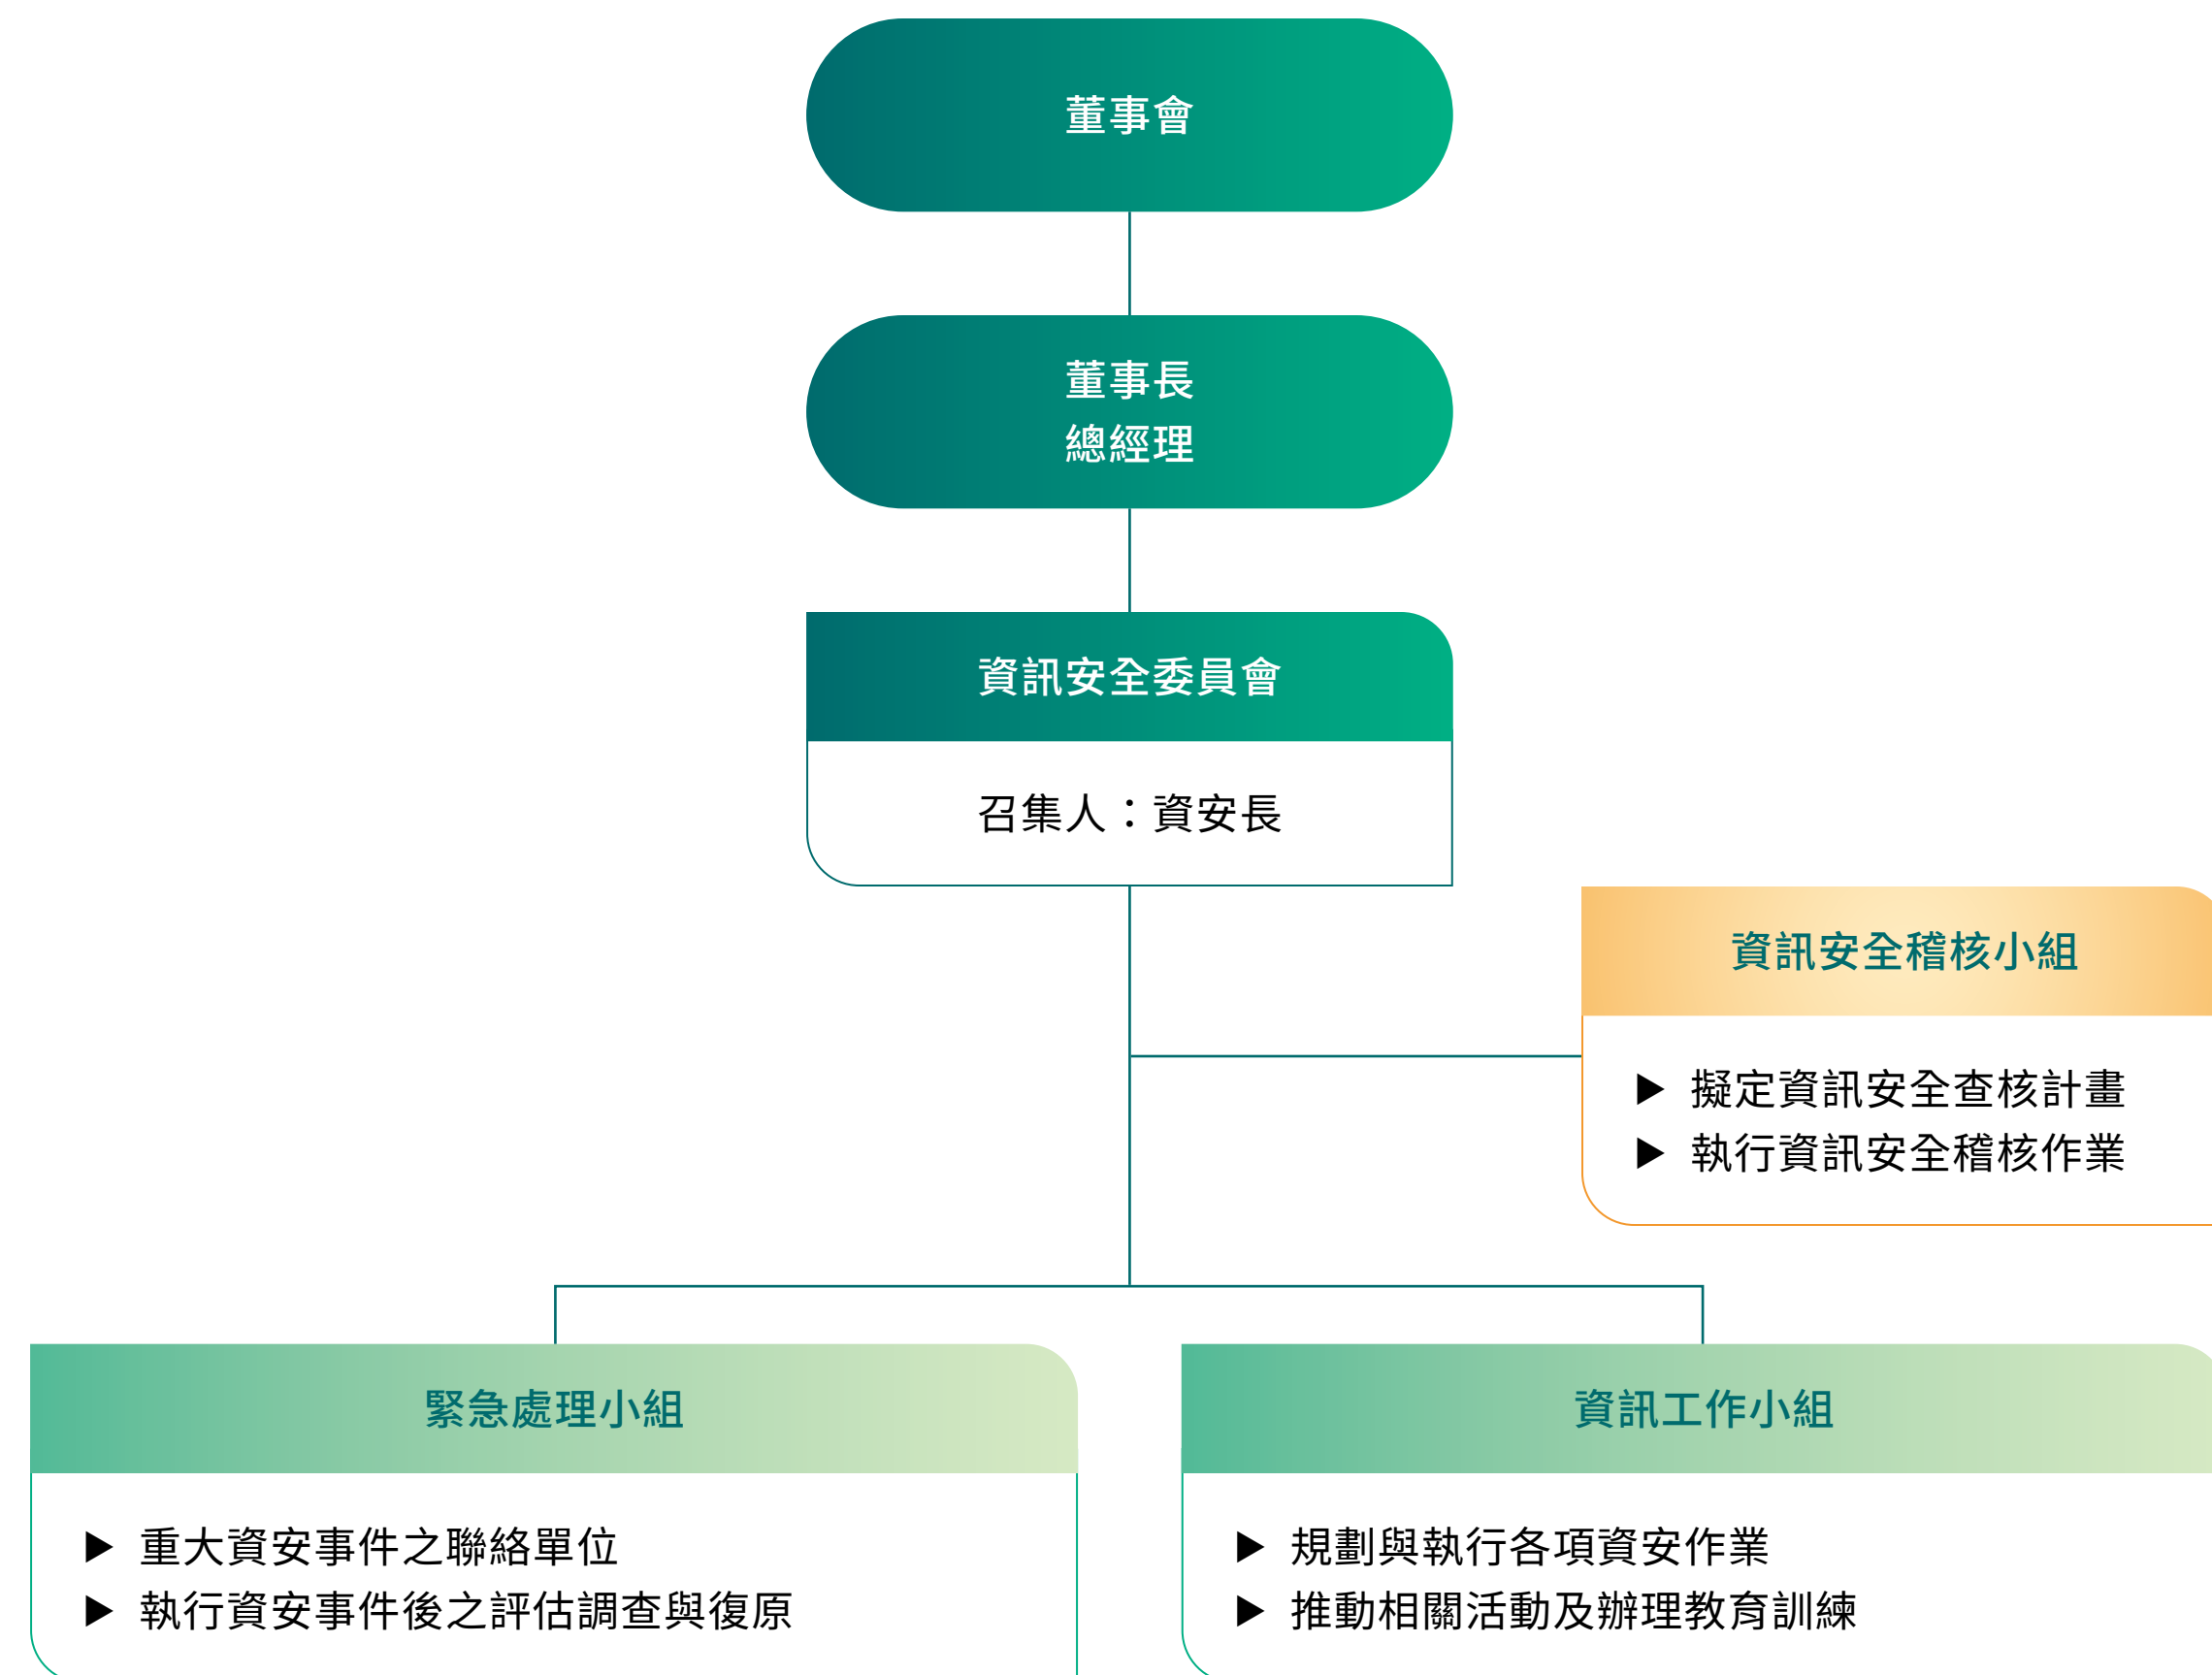 董事會
董事長
總經理
資訊安全委員會
召集人：資安長
資訊安全稽核小組
▶ 擬定資訊安全查核計畫
▶ 執行資訊安全稽核作業
緊急處理小組
▶ 重大資安事件之聯絡單位
▶ 執行資安事件後之評估調查與復原
資訊工作小組
▶ 規劃與執行各項資安作業
▶ 推動相關活動及辦理教育訓練